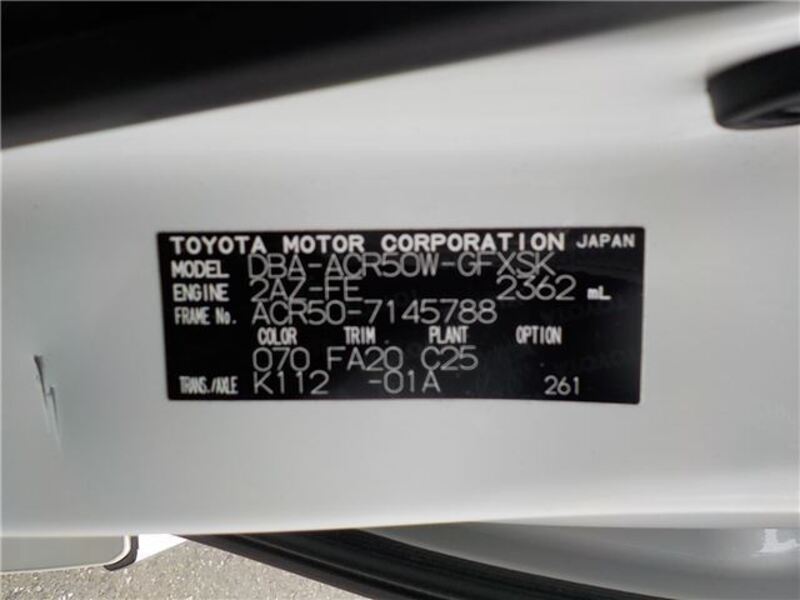 TOYOTA MOTOR CORPORATION JAPAN
MODEL DBA-ACR50W-GFXSK
ENGINE 2AZ-FE 2362 mL
FRAME No. ACR50-7145788
COLOR TRIM PLANT OPTION
070 FA20 C25
TRANS./AXLE K112 -01A 261